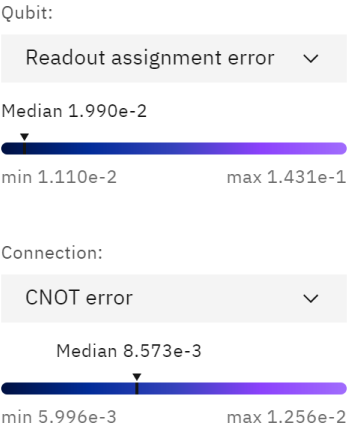 Qubit:
Readout assignment error
Median 1.990e-2
min 1.110e-2 max 1.431e-1
Connection:
CNOT error
Median 8.573e-3
min 5.996e-3 max 1.256e-2